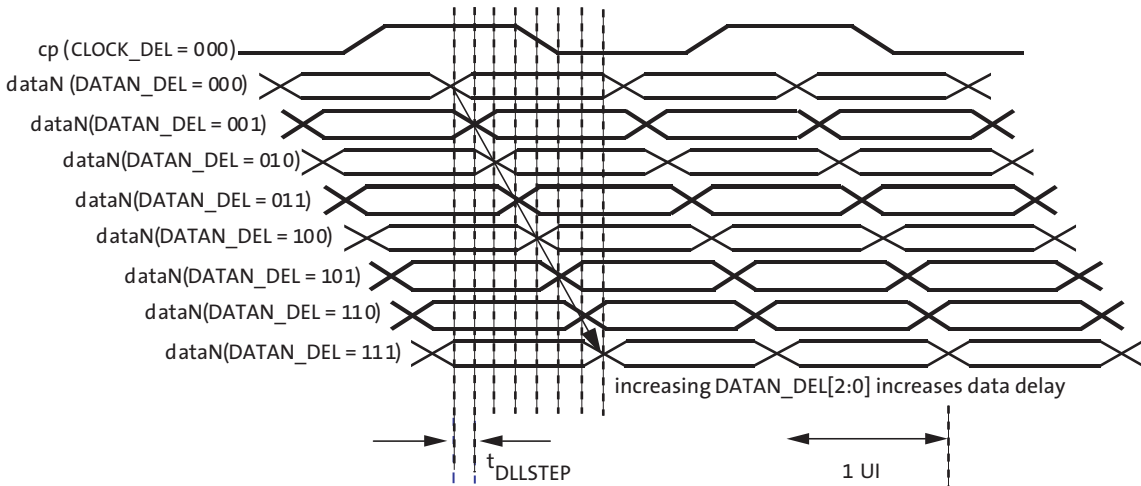 cp (CLOCK_DEL = 000)
dataN (DATAN_DEL = 000)
dataN(DATAN_DEL = 001)
dataN(DATAN_DEL = 010)
dataN(DATAN_DEL = 011)
dataN(DATAN_DEL = 100)
dataN(DATAN_DEL = 101)
dataN(DATAN_DEL = 110)
dataN(DATAN_DEL = 111)
increasing DATAN_DEL[2:0] increases data delay
tDLLSTEP
1 UI